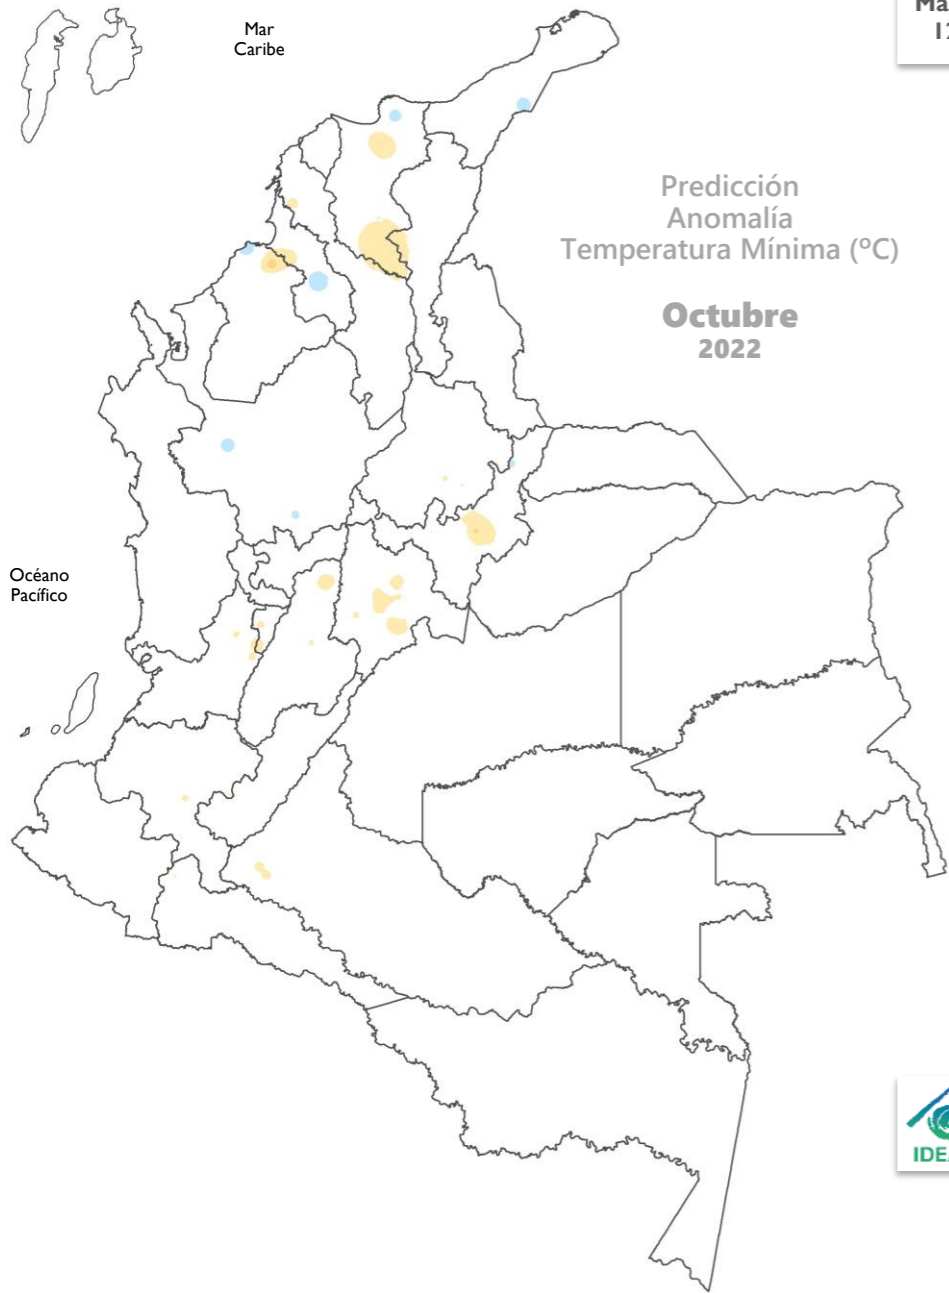 Mar
Caribe
Predicción
Anomalía
Temperatura Mínima (ºC)
Octubre
2022
Océano
Pacífico